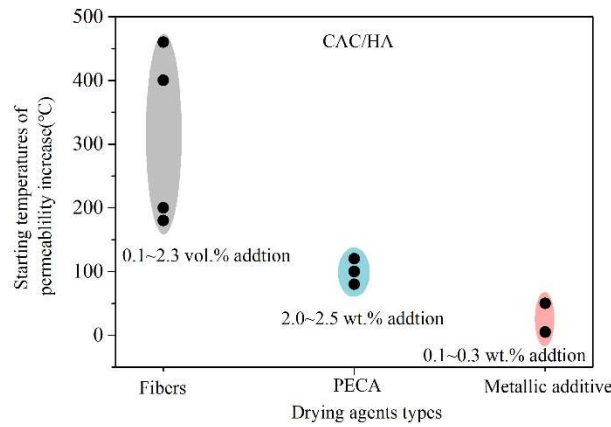 500
400
300
200
100
0
Starting temperatures of
permeablility increase(°C)
CAC/HA
0.1~2.3 vol.% addtion
2.0~2.5 wt.% addtion
0.1~0.3 wt.% addtion
Fibers
PECA
Metallic additive
Drying agents types